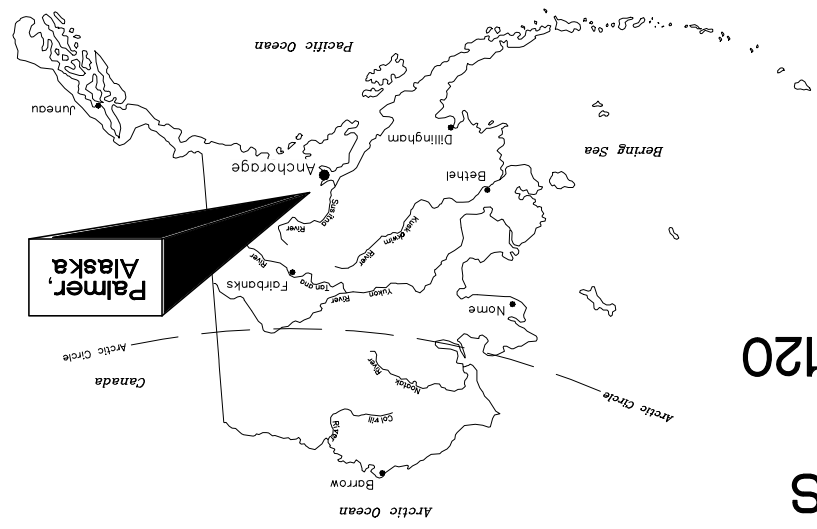 Arctic Ocean
S
Barrow
Colvill
River
Arctic Circle
Noatak
River
Canada
120
Arctic Circle
Nome
Yukon
River
Tanana
River
Fairbanks
Palmer,
Alaska
Kuskokwim
River
Susitna
River
Bethel
Anchorage
Bering Sea
Dillingham
Juneau
Pacific Ocean